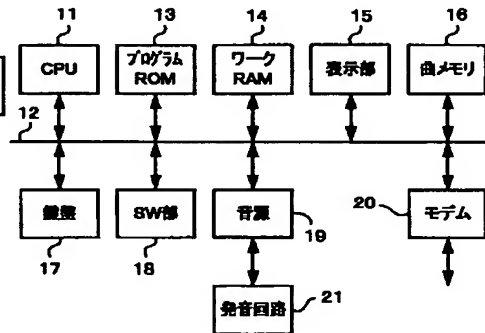 11
13
14
15
16
CPU
プログラム
ROM
ワーク
RAM
表示部
曲メモリ
12
鍵盤
SW部
音源
モデム
17
18
19
20
発音回路
21